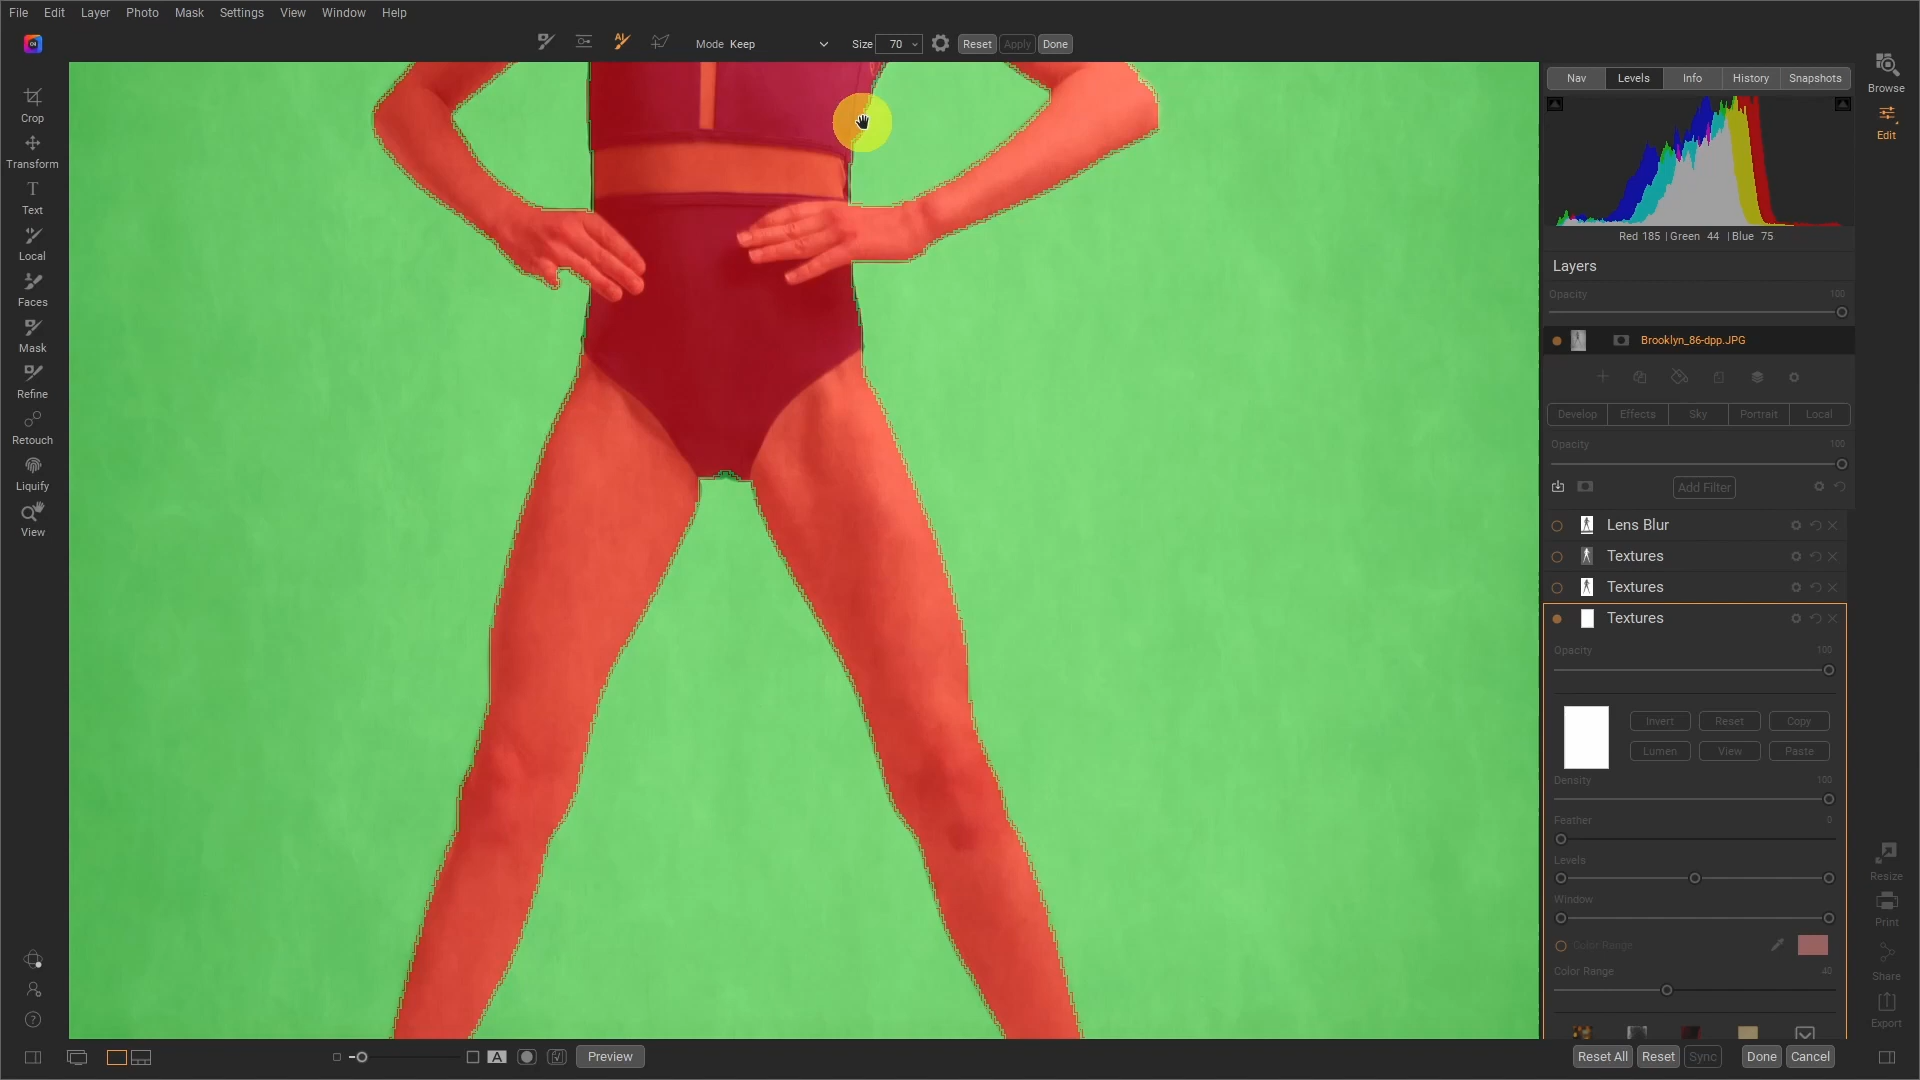 File Edit Layer Photo Mask Settings View Window Help
AI
Mode Keep Size 70 Reset Apply Done
Crop
Transform
Text
Local
Faces
Mask
Refine
Retouch
Liquify
View
Nav Levels Info History Snapshots
Red 185 | Green 44 | Blue 75
Layers
Opacity 100
Brooklyn_86-dpp.JPG
Develop Effects Sky Portrait Local
Opacity 100
Add Filter
Lens Blur
Textures
Textures
Textures
Opacity 100
Invert Reset Copy
Lumen View Paste
Density 100
Feather 0
Levels
Window
Color Range
Color Range 40
Browse
Edit
Resize
Print
Share
Export
A Preview
Reset All Reset Sync Done Cancel